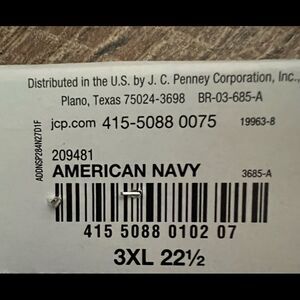 Distributed in the U.S. by J. C. Penney Corporation, Inc.,
Plano, Texas 75024-3698 BR-03-685-A
jcp.com 415-5088 0075 19963-8
ADDNSP284N27D1F
209481
AMERICAN NAVY 3685-A
415 5088 0102 07
3XL 22½